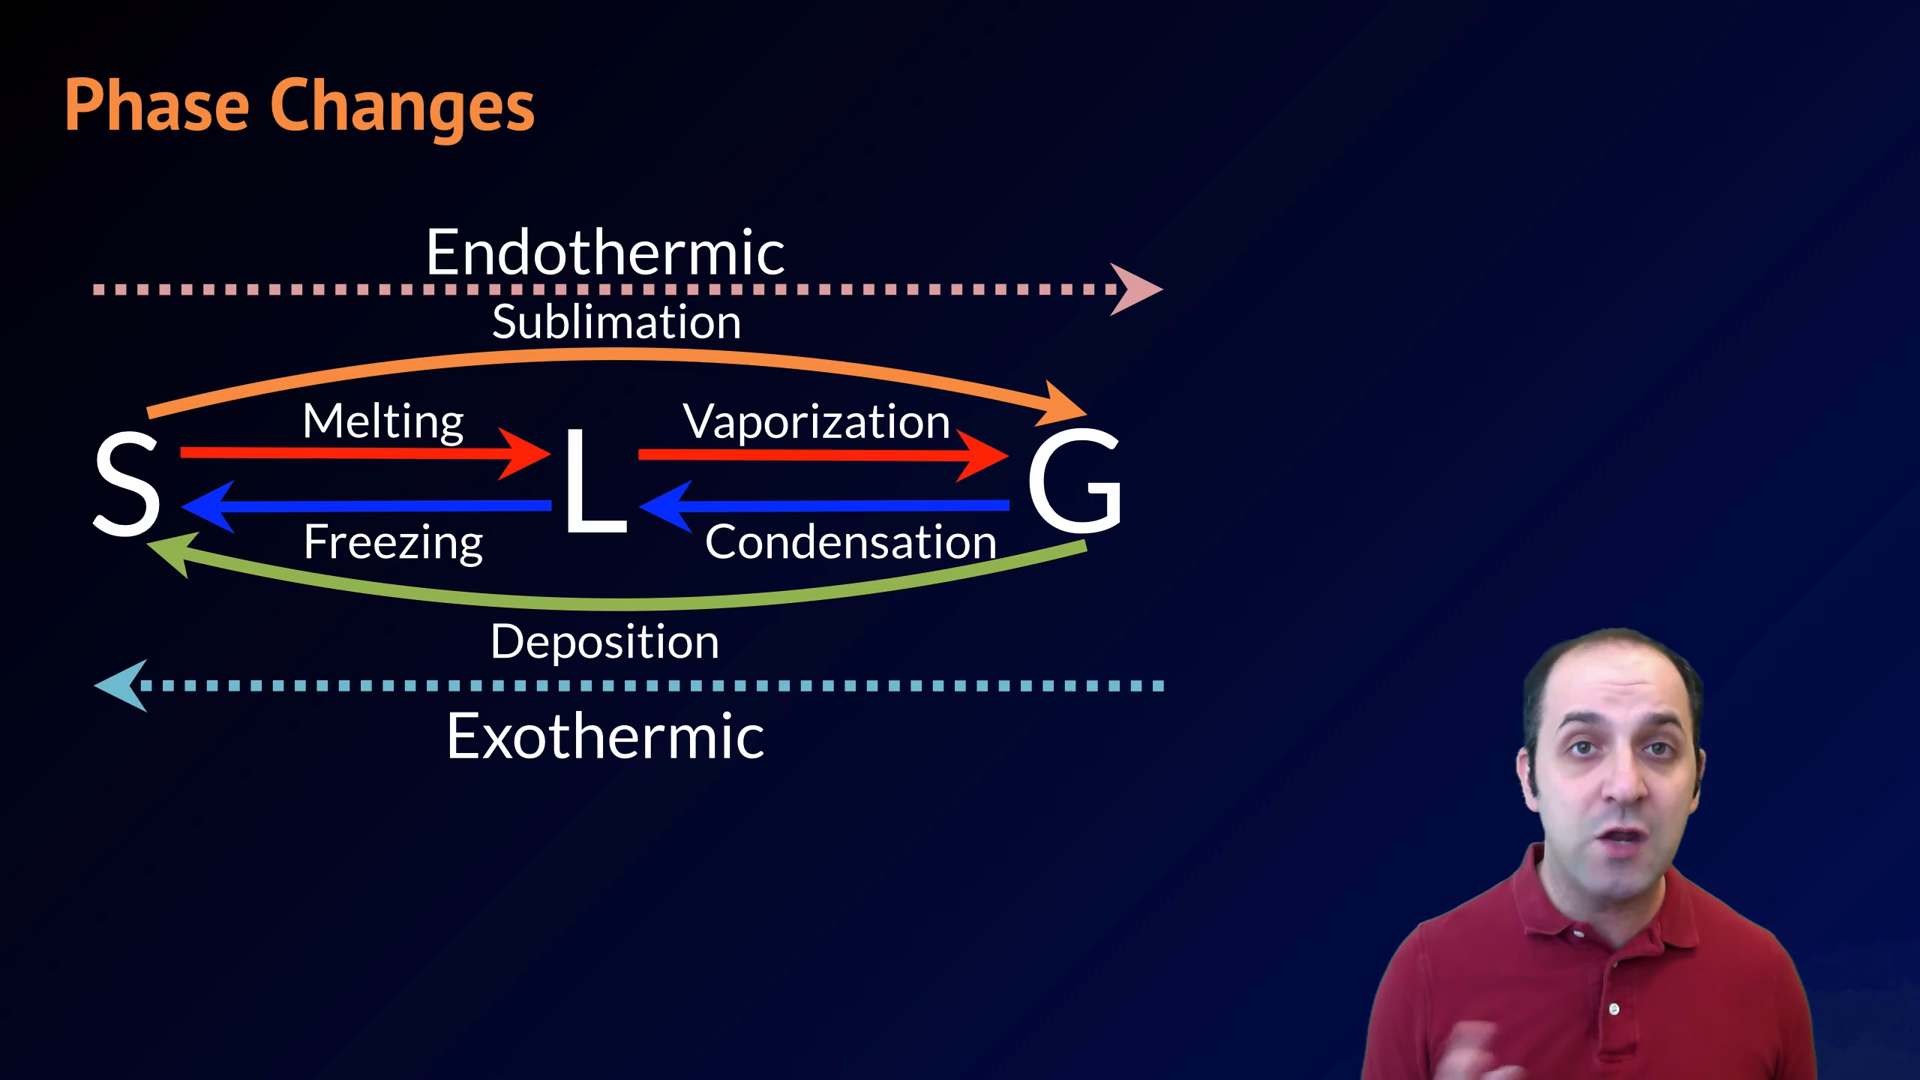 Phase Changes
Endothermic
Sublimation
Melting
Vaporization
S
L
G
Freezing
Condensation
Deposition
Exothermic